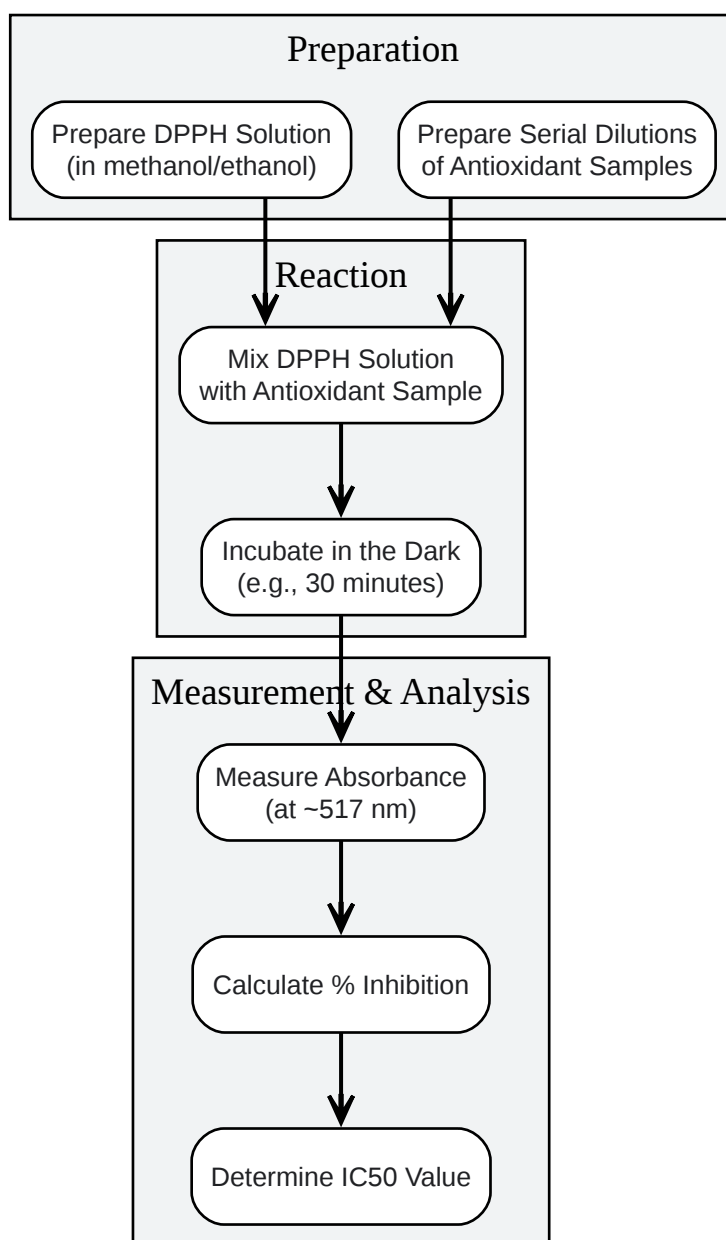 Preparation
Prepare DPPH Solution
(in methanol/ethanol)
Prepare Serial Dilutions
of Antioxidant Samples
Reaction
Mix DPPH Solution
with Antioxidant Sample
Incubate in the Dark
(e.g., 30 minutes)
Measurement & Analysis
Measure Absorbance
(at ~517 nm)
Calculate % Inhibition
Determine IC50 Value